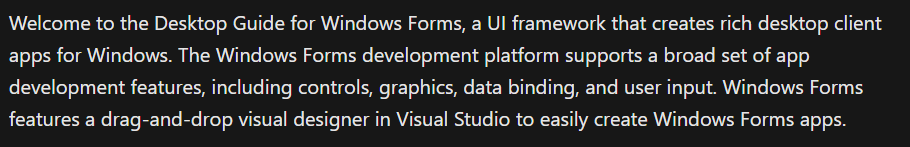 Welcome to the Desktop Guide for Windows Forms, a UI framework that creates rich desktop client
apps for Windows. The Windows Forms development platform supports a broad set of app
development features, including controls, graphics, data binding, and user input. Windows Forms
features a drag-and-drop visual designer in Visual Studio to easily create Windows Forms apps.